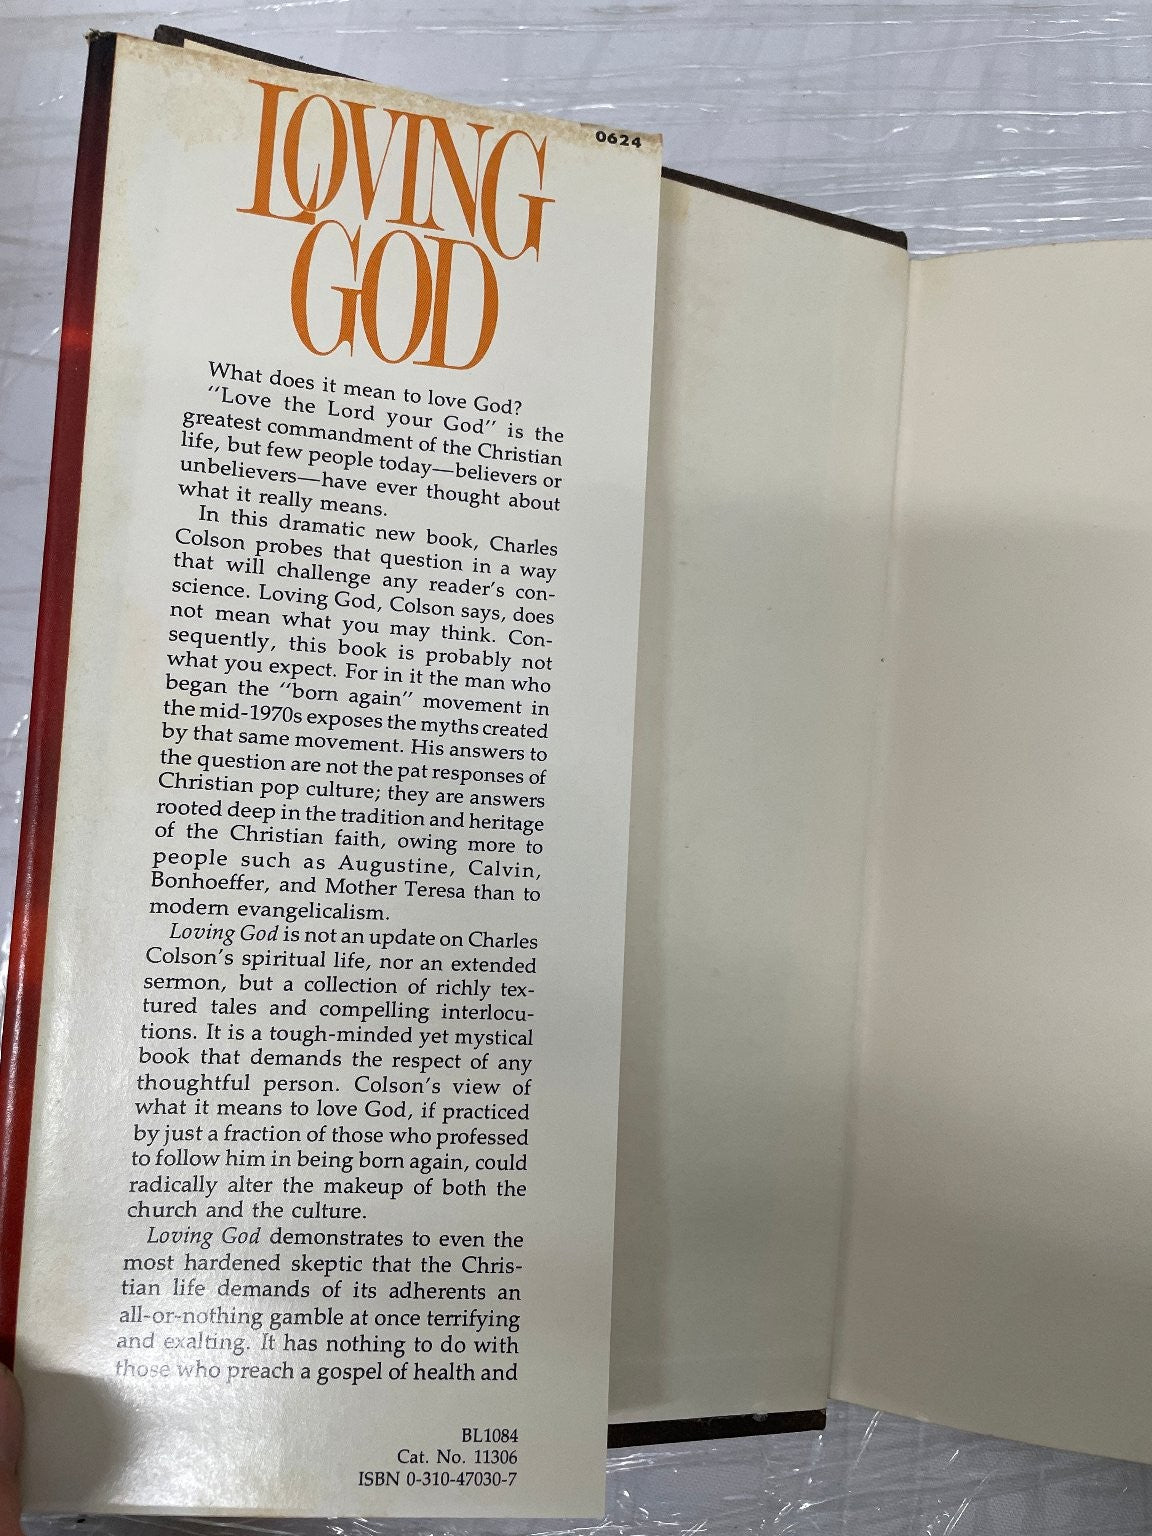 0624
LOVING
GOD
What does it mean to love God?
"Love the Lord your God" is the
greatest commandment of the Christian
life, but few people today—believers or
unbelievers—have ever thought about
what it really means.
In this dramatic new book, Charles
Colson probes that question in a way
that will challenge any reader's con-
science. Loving God, Colson says, does
not mean what you may think. Con-
sequently, this book is probably not
what you expect. For in it the man who
began the "born again" movement in
the mid-1970s exposes the myths created
by that same movement. His answers to
the question are not the pat responses of
Christian pop culture; they are answers
rooted deep in the tradition and heritage
of the Christian faith, owing more to
people such as Augustine, Calvin,
Bonhoeffer, and Mother Teresa than to
modern evangelicalism.
Loving God is not an update on Charles
Colson's spiritual life, nor an extended
sermon, but a collection of richly tex-
tured tales and compelling interlocu-
tions. It is a tough-minded yet mystical
book that demands the respect of any
thoughtful person. Colson's view of
what it means to love God, if practiced
by just a fraction of those who professed
to follow him in being born again, could
radically alter the makeup of both the
church and the culture.
Loving God demonstrates to even the
most hardened skeptic that the Chris-
tian life demands of its adherents an
all-or-nothing gamble at once terrifying
and exalting. It has nothing to do with
those who preach a gospel of health and
BL1084
Cat. No. 11306
ISBN 0-310-47030-7